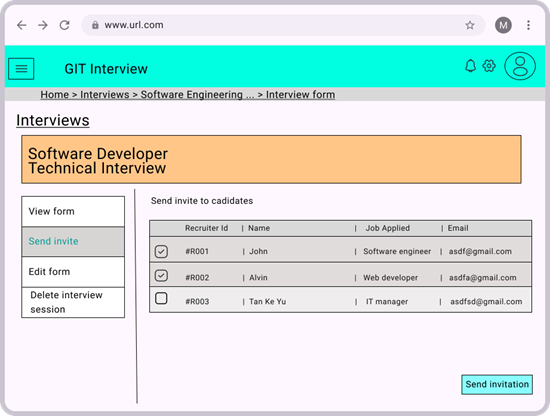 www.url.com
M
GIT Interview
Home > Interviews > Software Engineering ... > Interview form
Interviews
Software Developer
Technical Interview
View form
Send invite
Edit form
Delete interview
session
Send invite to cadidates
Recruiter Id | Name | Job Applied | Email
#R001 | John | Software engineer | asdf@gmail.com
#R002 | Alvin | Web developer | asdfa@gmail.com
#R003 | Tan Ke Yu | IT manager | asdfsd@gmail.com
Send invitation